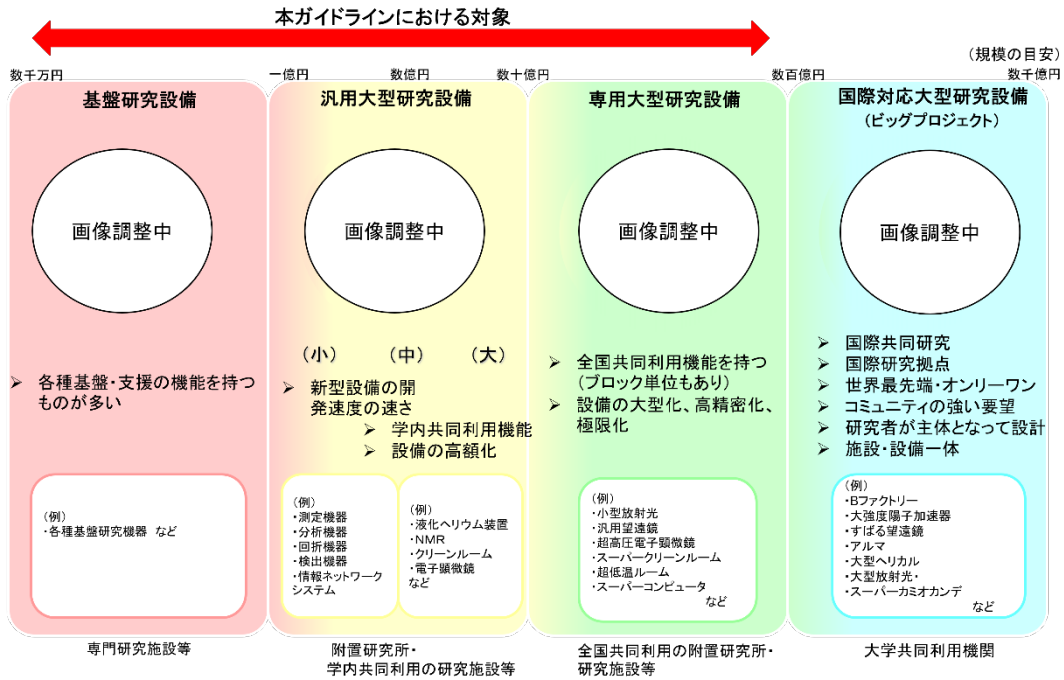 本ガイドラインにおける対象
(規模の目安)
数千万円
一億円
数億円
数十億円
数百億円
数千億円
基盤研究設備
画像調整中
➢ 各種基盤・支援の機能を持つ
ものが多い
(例)
・各種基盤研究機器 など
専門研究施設等
汎用大型研究設備
画像調整中
(小)
(中)
(大)
➢ 新型設備の開
発速度の速さ
➢ 学内共同利用機能
➢ 設備の高額化
(例)
・測定機器
・分析機器
・回折機器
・検出機器
・情報ネットワーク
システム
(例)
・液化ヘリウム装置
・NMR
・クリーンルーム
・電子顕微鏡
など
附置研究所・
学内共同利用の研究施設等
専用大型研究設備
画像調整中
➢ 全国共同利用機能を持つ
(ブロック単位もあり)
➢ 設備の大型化、高精密化、
極限化
(例)
・小型放射光
・汎用望遠鏡
・超高圧電子顕微鏡
・スーパークリーンルーム
・超低温ルーム
・スーパーコンピュータ
など
全国共同利用の附置研究所・
研究施設等
国際対応大型研究設備
(ビッグプロジェクト)
画像調整中
➢ 国際共同研究
➢ 国際研究拠点
➢ 世界最先端・オンリーワン
➢ コミュニティの強い要望
➢ 研究者が主体となって設計
➢ 施設・設備一体
(例)
・Bファクトリー
・大強度陽子加速器
・すばる望遠鏡
・アルマ
・大型ヘリカル
・大型放射光・
・スーパーカミオカンデ
など
大学共同利用機関